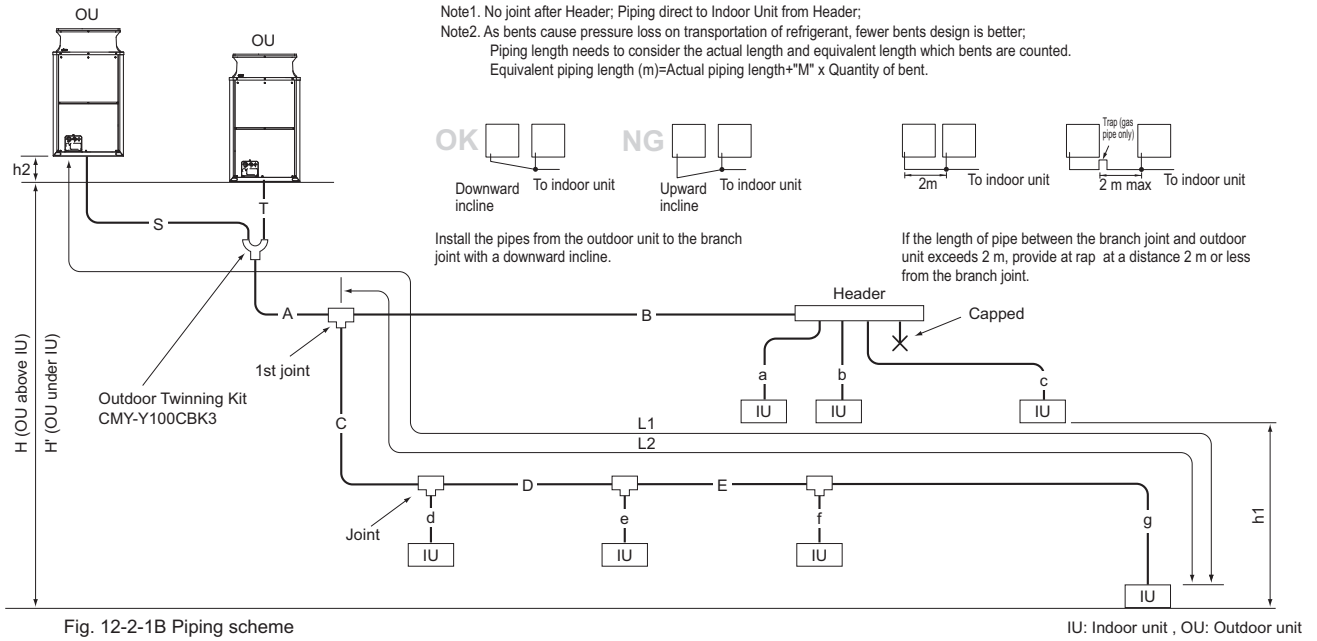 Note1. No joint after Header; Piping direct to Indoor Unit from Header;
Note2. As bents cause pressure loss on transportation of refrigerant, fewer bents design is better;
Piping length needs to consider the actual length and equivalent length which bents are counted.
Equivalent piping length (m)=Actual piping length+"M" x Quantity of bent.
OU
OU
OK
NG
Trap (gas
pipe only)
Downward
incline
To indoor unit
Upward
incline
To indoor unit
2m
To indoor unit
2 m max
To indoor unit
Install the pipes from the outdoor unit to the branch
joint with a downward incline.
If the length of pipe between the branch joint and outdoor
unit exceeds 2 m, provide at rap at a distance 2 m or less
from the branch joint.
h2
S
T
H (OU above IU)
H' (OU under IU)
Outdoor Twinning Kit
CMY-Y100CBK3
A
1st joint
B
Header
Capped
a
b
c
IU
IU
IU
L1
L2
C
Joint
D
E
d
e
f
g
IU
IU
IU
IU
h1
Fig. 12-2-1B Piping scheme
IU: Indoor unit , OU: Outdoor unit